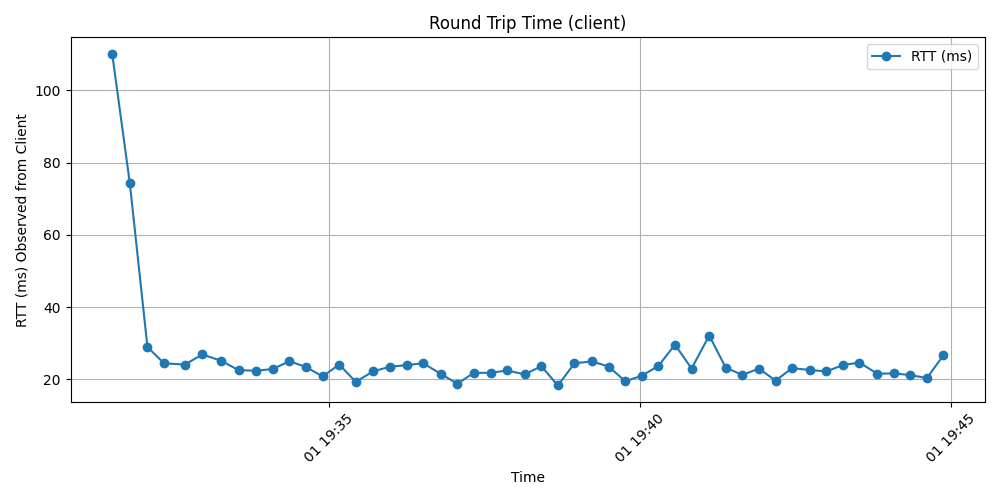 Round Trip Time (client)
RTT (ms)
RTT (ms) Observed from Client
100
80
60
40
20
01 19:35
01 19:40
01 19:45
Time